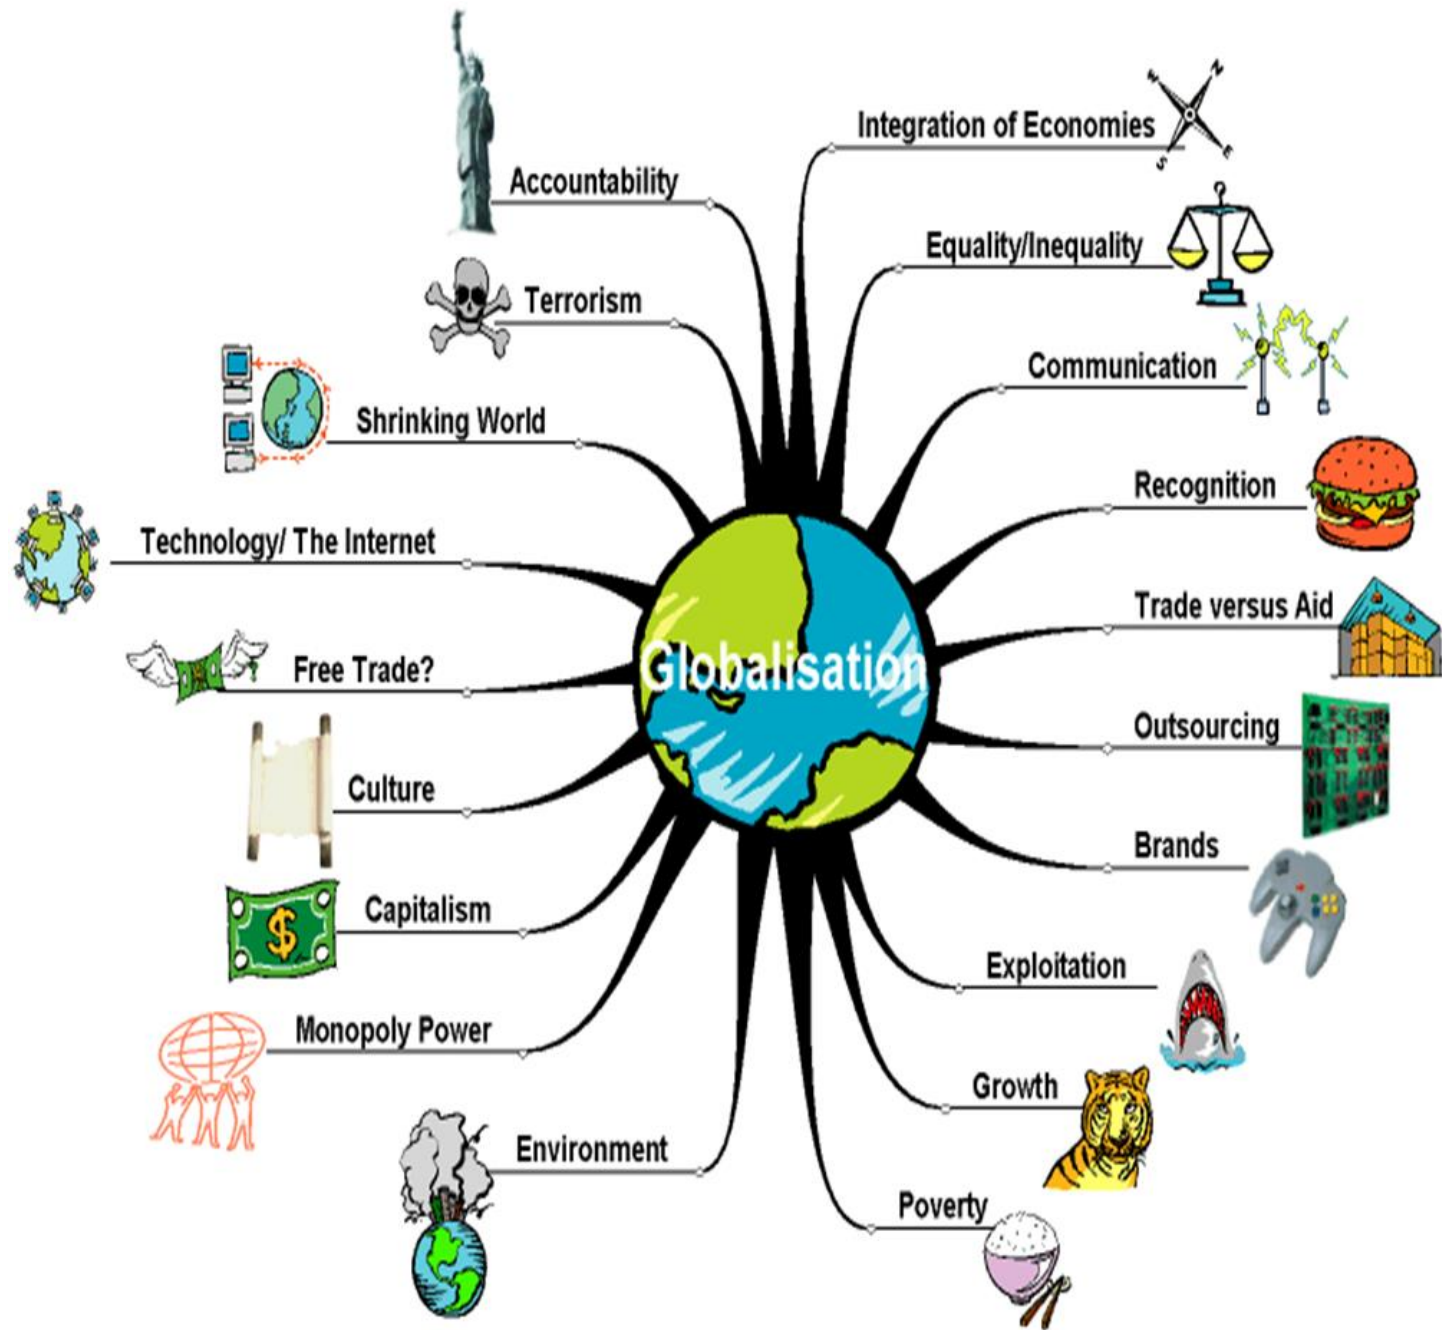 Integration of Economies
N
W
E
S
Accountability
Equality/Inequality
Terrorism
Communication
Shrinking World
Recognition
Technology/ The Internet
Trade versus Aid
Globalisation
Free Trade?
Outsourcing
Culture
Brands
Capitalism
$
Exploitation
Monopoly Power
Growth
Environment
Poverty